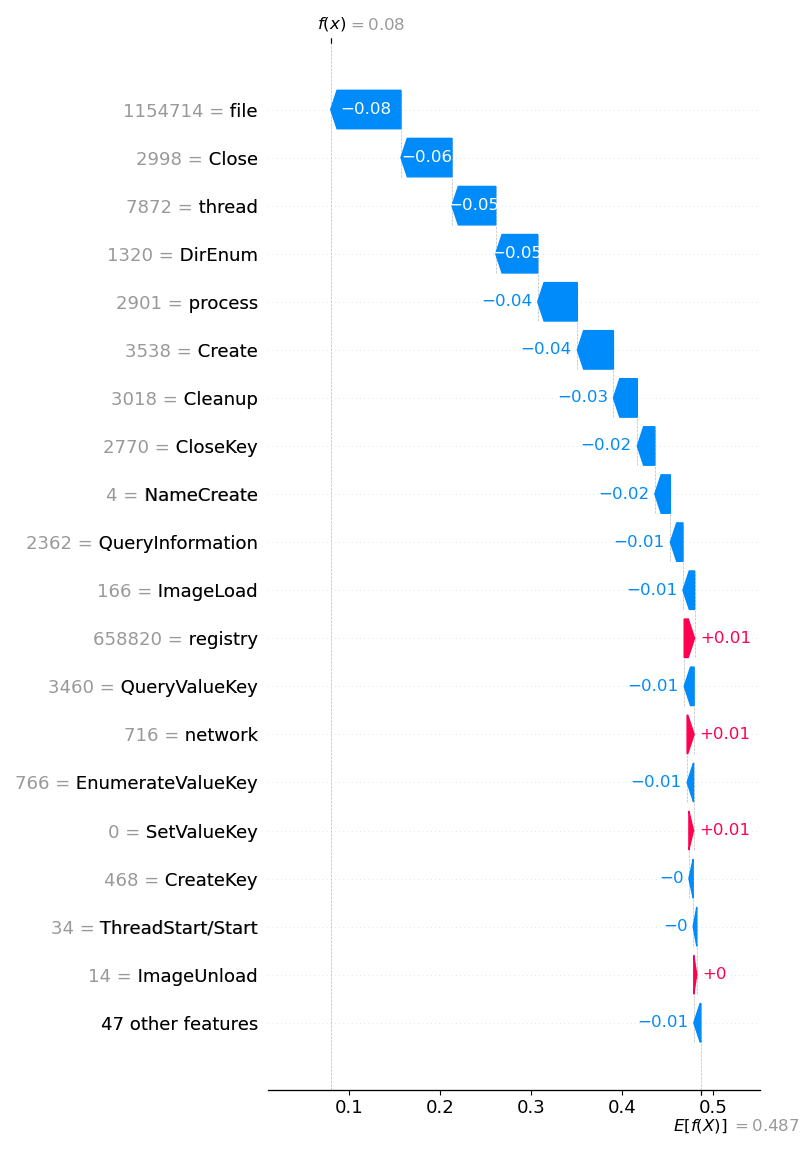 f(x) = 0.08
1154714 = file −0.08
2998 = Close −0.06
7872 = thread −0.05
1320 = DirEnum −0.05
2901 = process −0.04
3538 = Create −0.04
3018 = Cleanup −0.03
2770 = CloseKey −0.02
4 = NameCreate −0.02
2362 = QueryInformation −0.01
166 = ImageLoad −0.01
658820 = registry +0.01
3460 = QueryValueKey −0.01
716 = network +0.01
766 = EnumerateValueKey −0.01
0 = SetValueKey +0.01
468 = CreateKey −0
34 = ThreadStart/Start −0
14 = ImageUnload +0
47 other features −0.01
0.1 0.2 0.3 0.4 0.5
E[f(X)] = 0.487